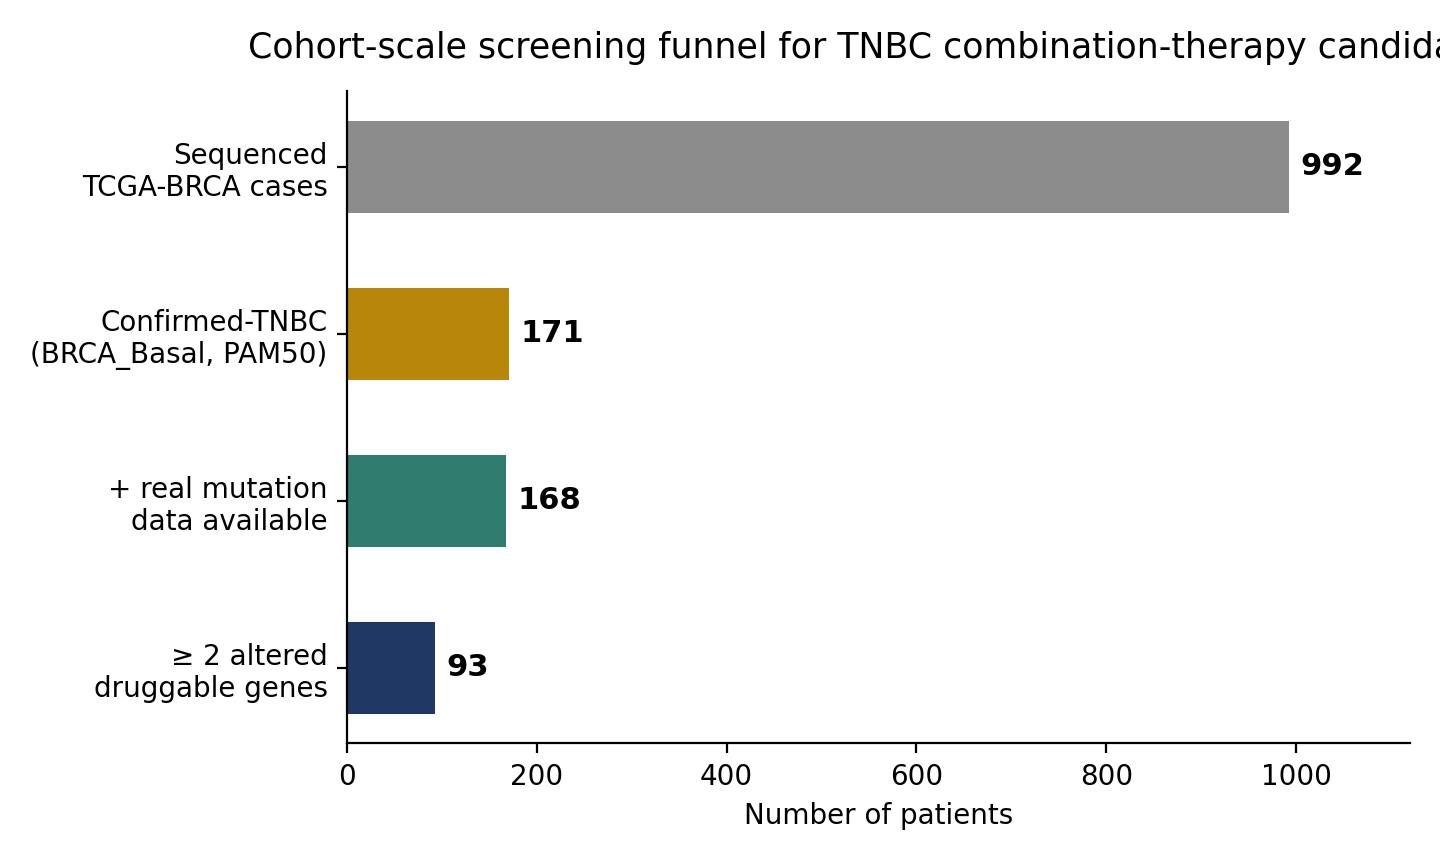 Cohort-scale screening funnel for TNBC combination-therapy candida
Sequenced
TCGA-BRCA cases
992
Confirmed-TNBC
(BRCA_Basal, PAM50)
171
+ real mutation
data available
168
≥ 2 altered
druggable genes
93
0 200 400 600 800 1000
Number of patients